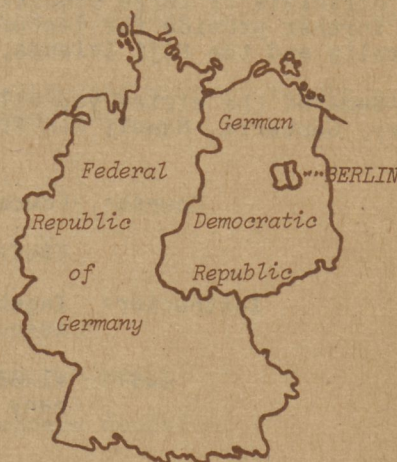 German
Federal
BERLIN
Republic
Democratic
of
Republic
Germany